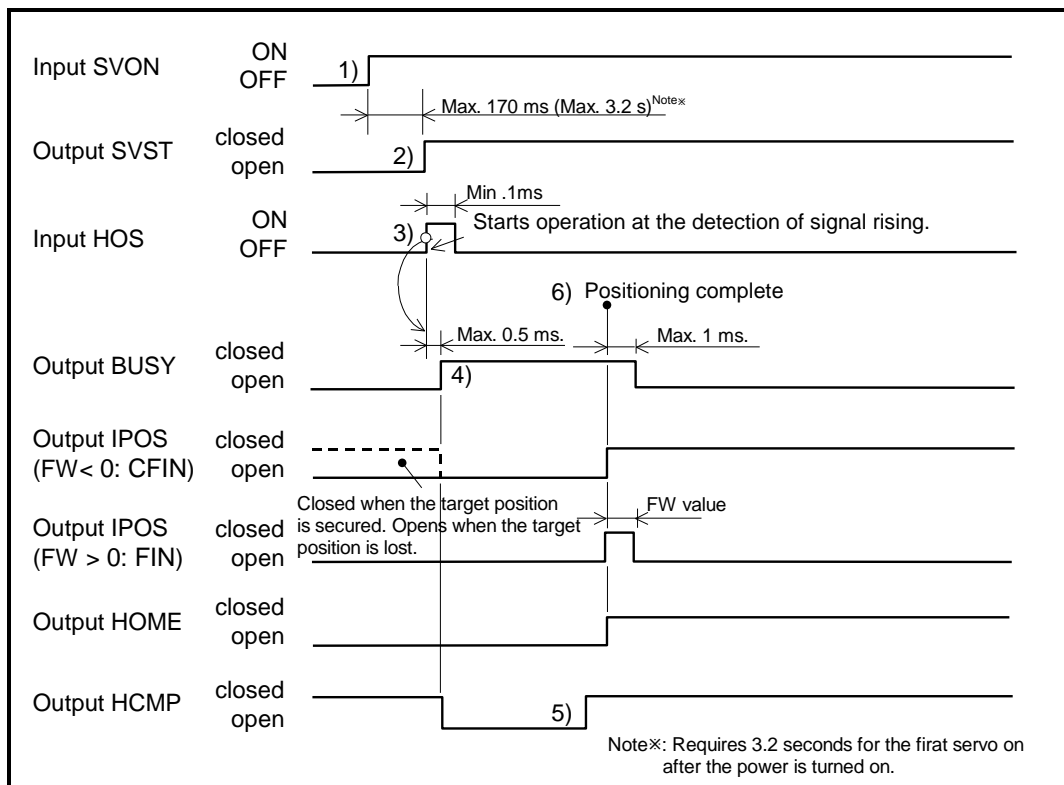 Input SVON
ON
OFF
1)
Max. 170 ms (Max. 3.2 s)Note※
Output SVST
closed
open
2)
Min .1ms
Input HOS
ON
OFF
3)
Starts operation at the detection of signal rising.
6) Positioning complete
Max. 0.5 ms.
Max. 1 ms.
Output BUSY
closed
open
4)
Output IPOS
(FW< 0: CFIN)
closed
open
Closed when the target position
is secured. Opens when the target
position is lost.
FW value
Output IPOS
(FW > 0: FIN)
closed
open
Output HOME
closed
open
Output HCMP
closed
open
5)
Note※: Requires 3.2 seconds for the firat servo on
after the power is turned on.